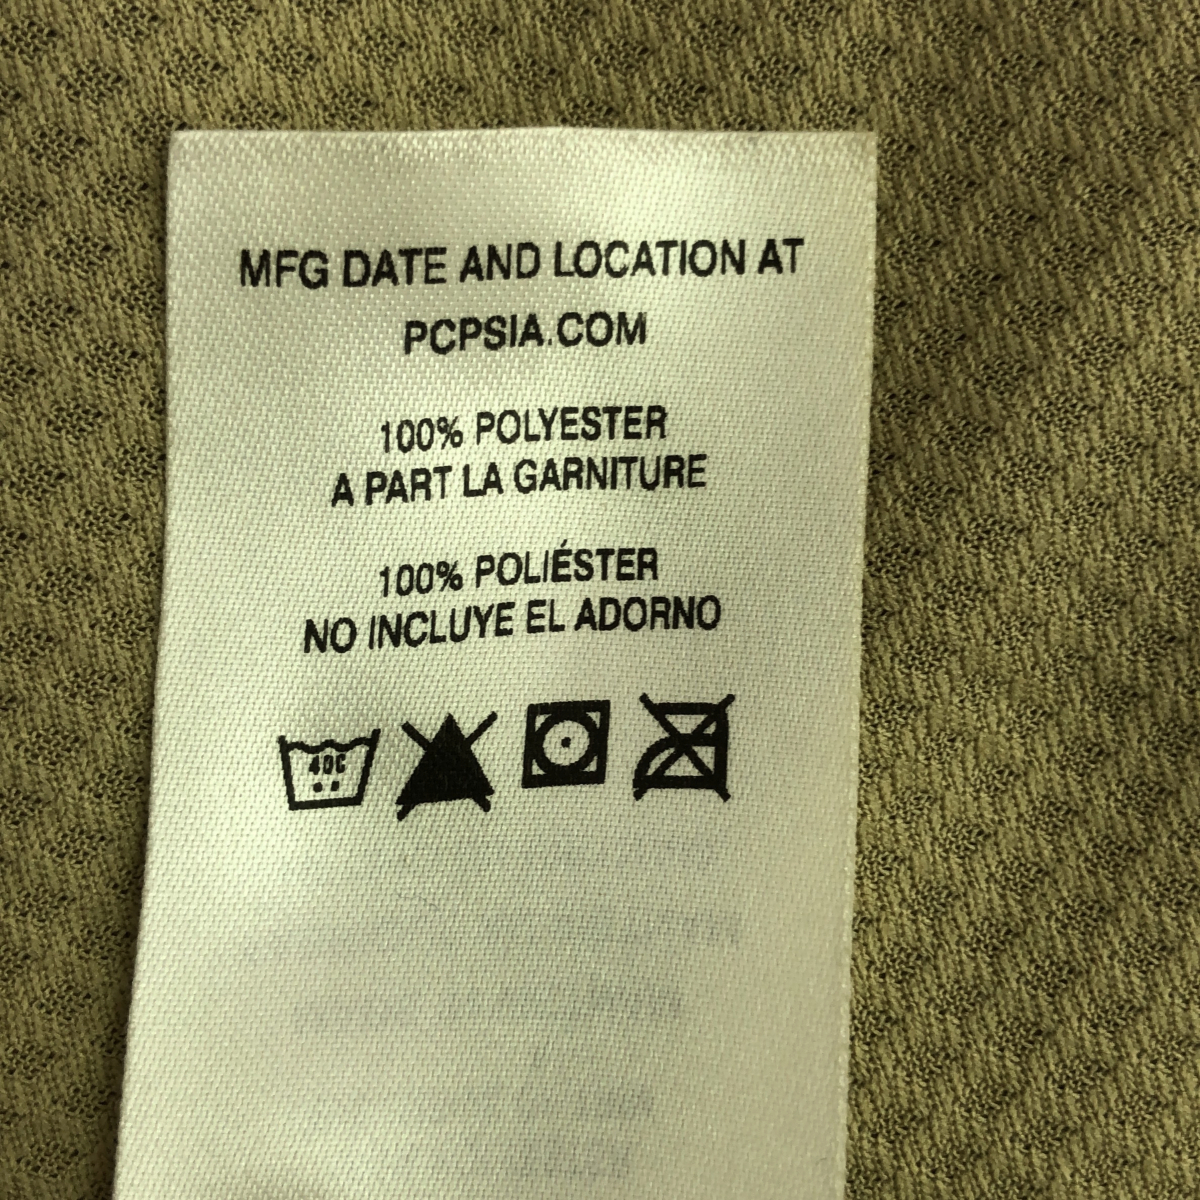 MFG DATE AND LOCATION AT
PCPSIA.COM
100% POLYESTER
A PART LA GARNITURE
100% POLIÉSTER
NO INCLUYE EL ADORNO
40C